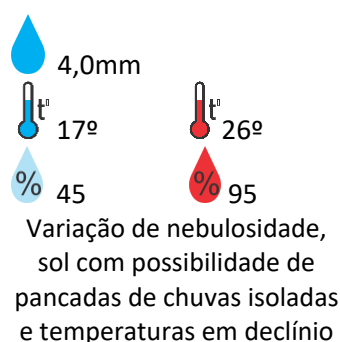 4,0mm
t° 17º t° 26º
% 45 % 95
Variação de nebulosidade,
sol com possibilidade de
pancadas de chuvas isoladas
e temperaturas em declínio